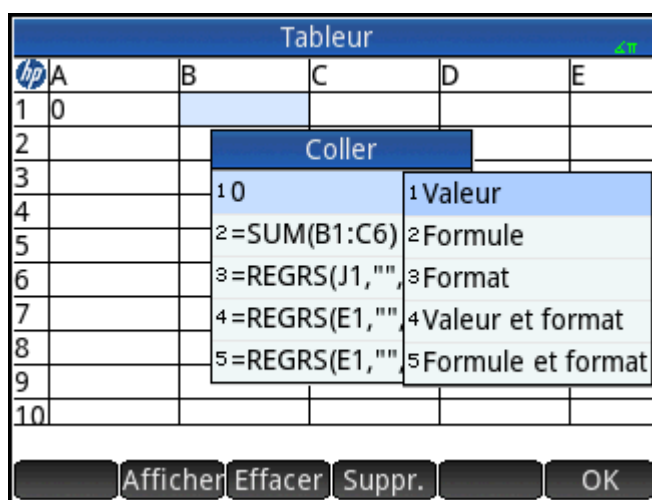 Tableur
∡π
hp A B C D E
1 0
2
3
4
5
6
7
8
9
10
Coller
1 0
2 =SUM(B1:C6)
3 =REGRS(J1,"",
4 =REGRS(E1,"",
5 =REGRS(E1,"",
1 Valeur
2 Formule
3 Format
4 Valeur et format
5 Formule et format
Afficher Effacer Suppr. OK